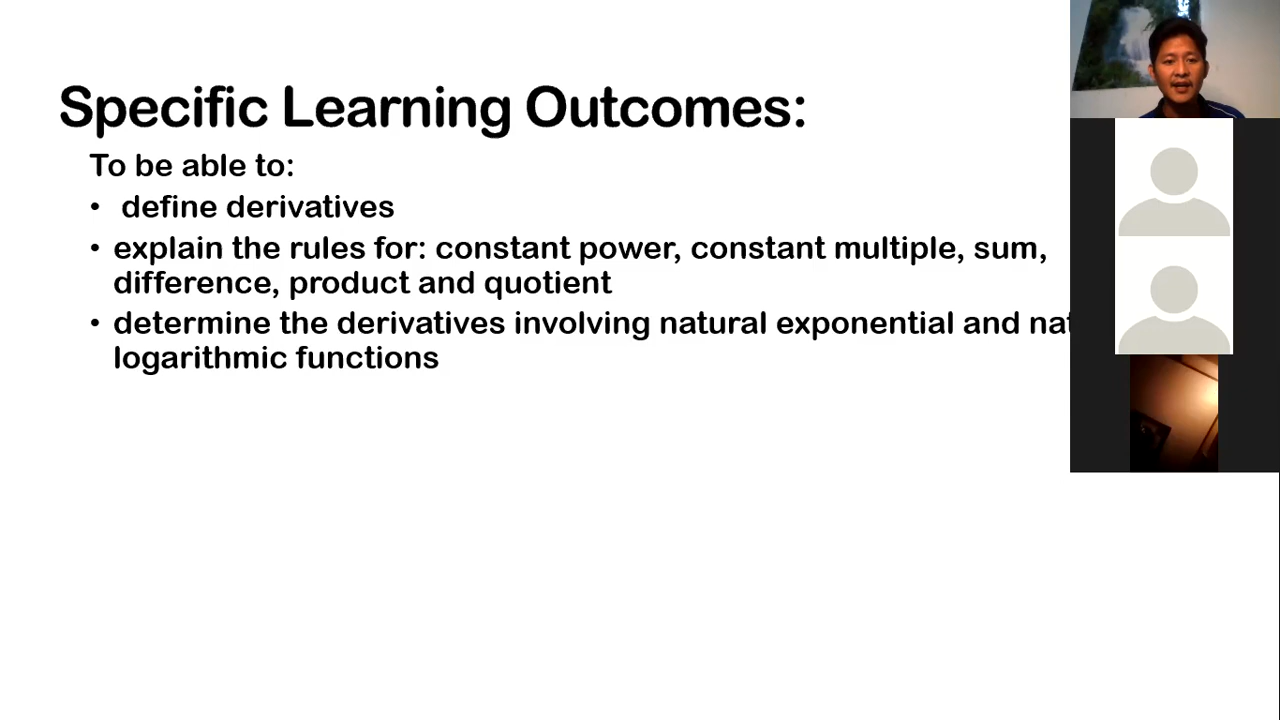 Specific Learning Outcomes:
To be able to:
• define derivatives
• explain the rules for: constant power, constant multiple, sum,
difference, product and quotient
• determine the derivatives involving natural exponential and
logarithmic functions